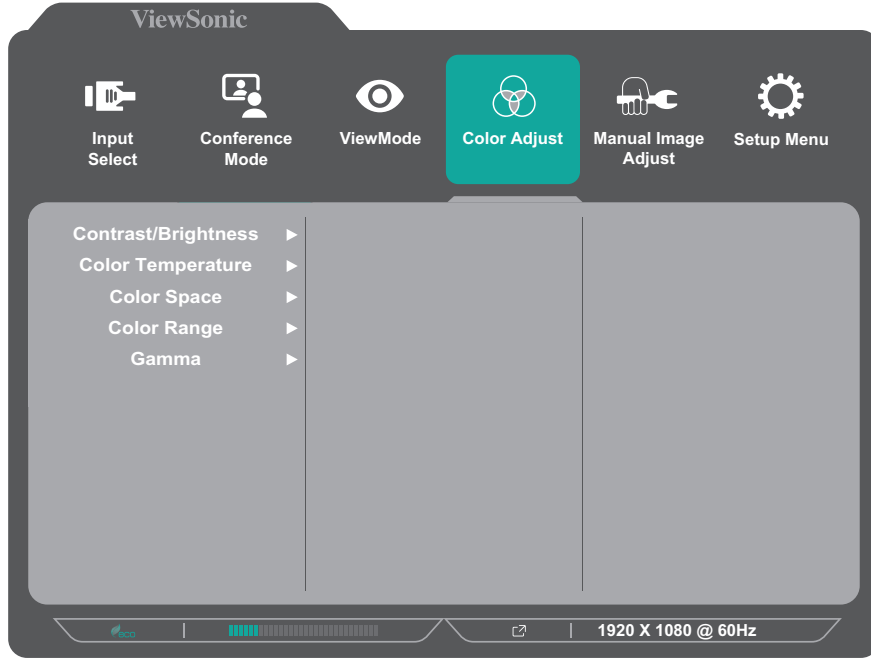 ViewSonic
Input
Select
Conference
Mode
ViewMode
Color Adjust
Manual Image
Adjust
Setup Menu
Contrast/Brightness
Color Temperature
Color Space
Color Range
Gamma
eco
1920 X 1080 @ 60Hz